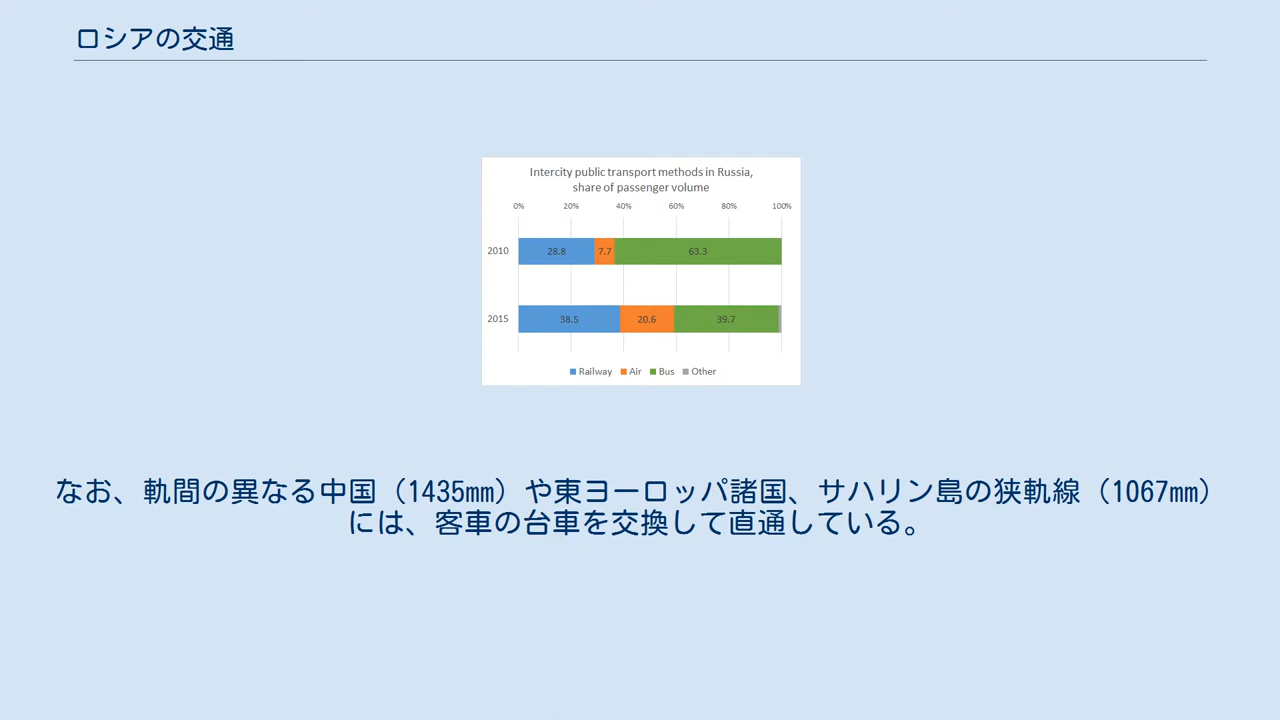 ロシアの交通
Intercity public transport methods in Russia,
share of passenger volume
0% 20% 40% 60% 80% 100%
2010 28.8 7.7 63.3
2015 38.5 20.6 39.7
Railway Air Bus Other
なお、軌間の異なる中国（1435mm）や東ヨーロッパ諸国、サハリン島の狭軌線（1067mm）
には、客車の台車を交換して直通している。